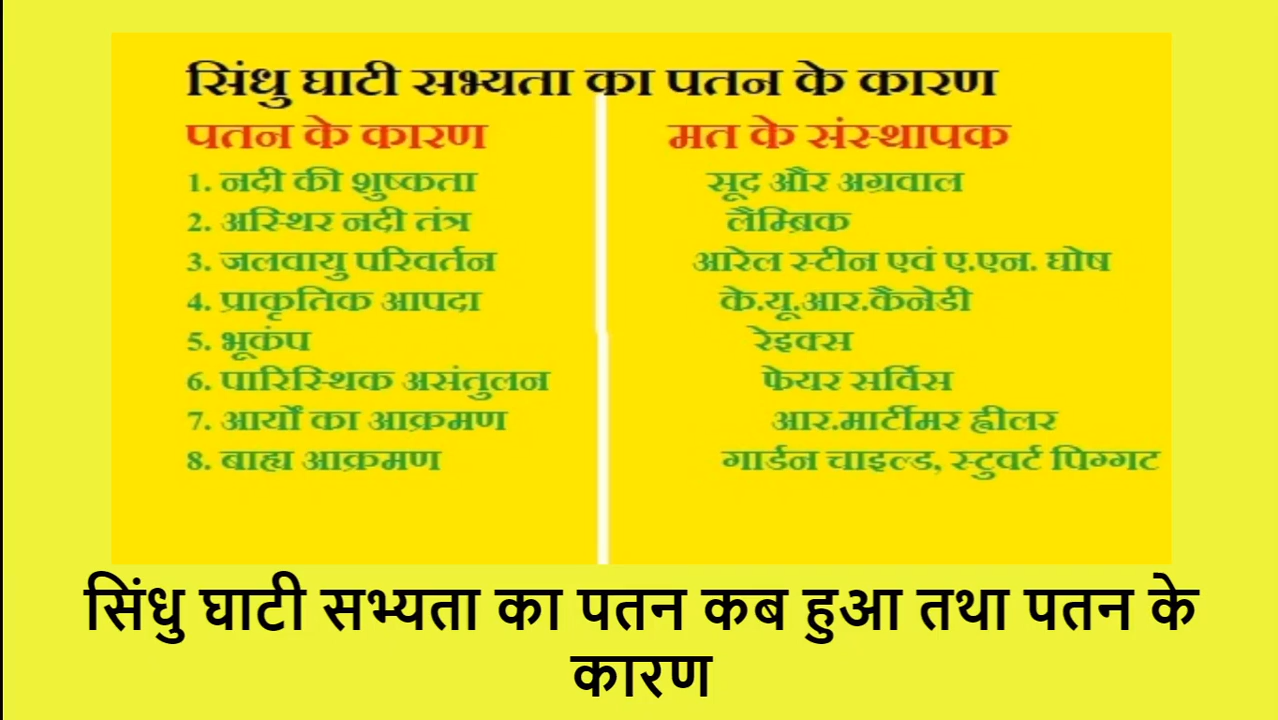 सिंधु घाटी सभ्यता का पतन के कारण
पतन के कारण मत के संस्थापक
1. नदी की शुष्कता सूद और अग्रवाल
2. अस्थिर नदी तंत्र लैम्ब्रिक
3. जलवायु परिवर्तन आरेल स्टीन एवं ए.एन. घोष
4. प्राकृतिक आपदा के.यू.आर.कैनेडी
5. भूकंप रेइक्स
6. पारिस्थिक असंतुलन फेयर सर्विस
7. आर्यों का आक्रमण आर.मार्टीमर ह्वीलर
8. बाह्य आक्रमण गार्डन चाइल्ड, स्टुवर्ट पिग्गट
सिंधु घाटी सभ्यता का पतन कब हुआ तथा पतन के
कारण